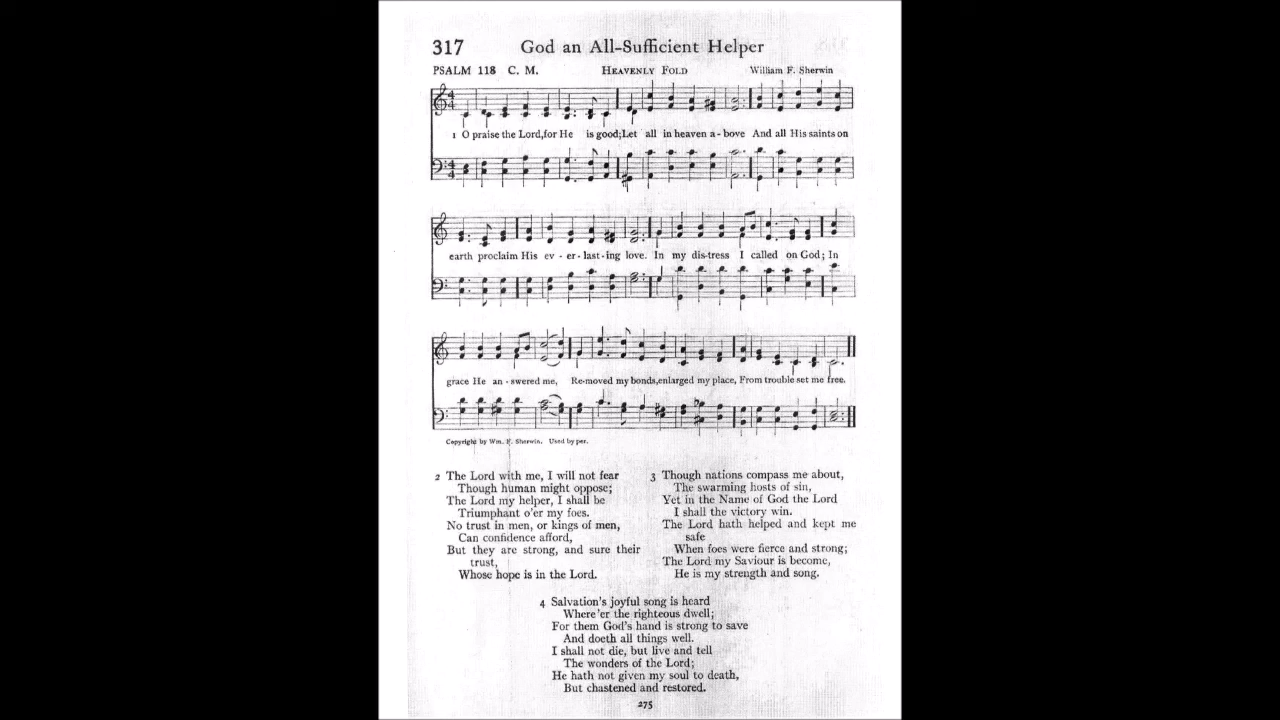 317 God an All-Sufficient Helper
PSALM 118 C. M. HEAVENLY FOLD William F. Sherwin
1 O praise the Lord, for He is good; Let all in heaven a - bove And all His saints on
earth proclaim His ev - er - last - ing love. In my dis-tress I called on God; In
grace He an - swered me, Re-moved my bonds, enlarged my place, From trouble set me free.
Copyright by Wm. F. Sherwin. Used by per.
2 The Lord with me, I will not fear
Though human might oppose;
The Lord my helper, I shall be
Triumphant o'er my foes.
No trust in men, or kings of men,
Can confidence afford,
But they are strong, and sure their
trust,
Whose hope is in the Lord.
3 Though nations compass me about,
The swarming hosts of sin,
Yet in the Name of God the Lord
I shall the victory win.
The Lord hath helped and kept me
safe
When foes were fierce and strong;
The Lord my Saviour is become,
He is my strength and song.
4 Salvation's joyful song is heard
Where'er the righteous dwell;
For them God's hand is strong to save
And doeth all things well.
I shall not die, but live and tell
The wonders of the Lord;
He hath not given my soul to death,
But chastened and restored.
275